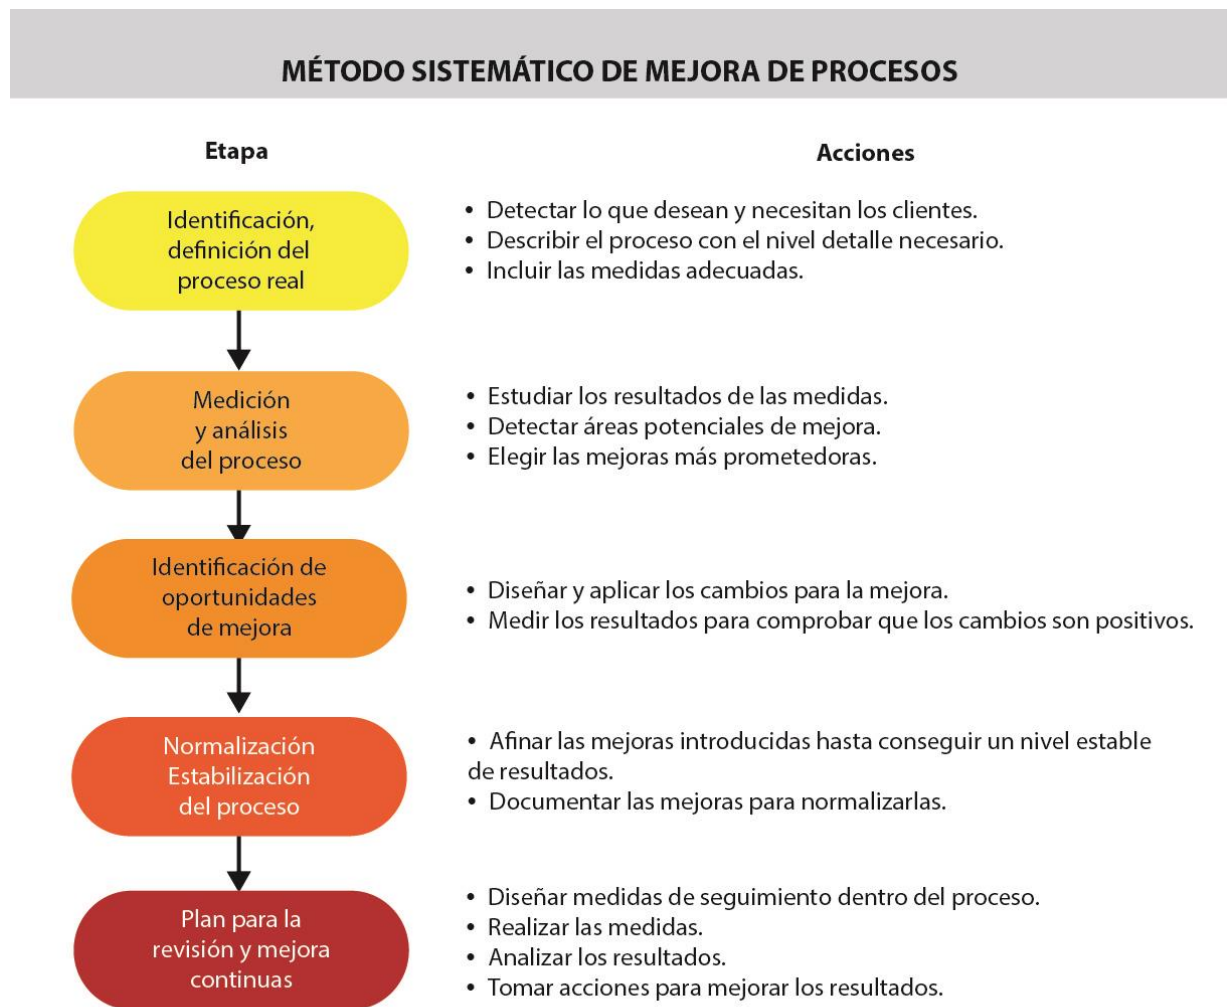 MÉTODO SISTEMÁTICO DE MEJORA DE PROCESOS
Etapa
Acciones
Identificación,
definición del
proceso real
• Detectar lo que desean y necesitan los clientes.
• Describir el proceso con el nivel detalle necesario.
• Incluir las medidas adecuadas.
Medición
y análisis
del proceso
• Estudiar los resultados de las medidas.
• Detectar áreas potenciales de mejora.
• Elegir las mejoras más prometedoras.
Identificación de
oportunidades
de mejora
• Diseñar y aplicar los cambios para la mejora.
• Medir los resultados para comprobar que los cambios son positivos.
Normalización
Estabilización
del proceso
• Afinar las mejoras introducidas hasta conseguir un nivel estable
de resultados.
• Documentar las mejoras para normalizarlas.
Plan para la
revisión y mejora
continuas
• Diseñar medidas de seguimiento dentro del proceso.
• Realizar las medidas.
• Analizar los resultados.
• Tomar acciones para mejorar los resultados.